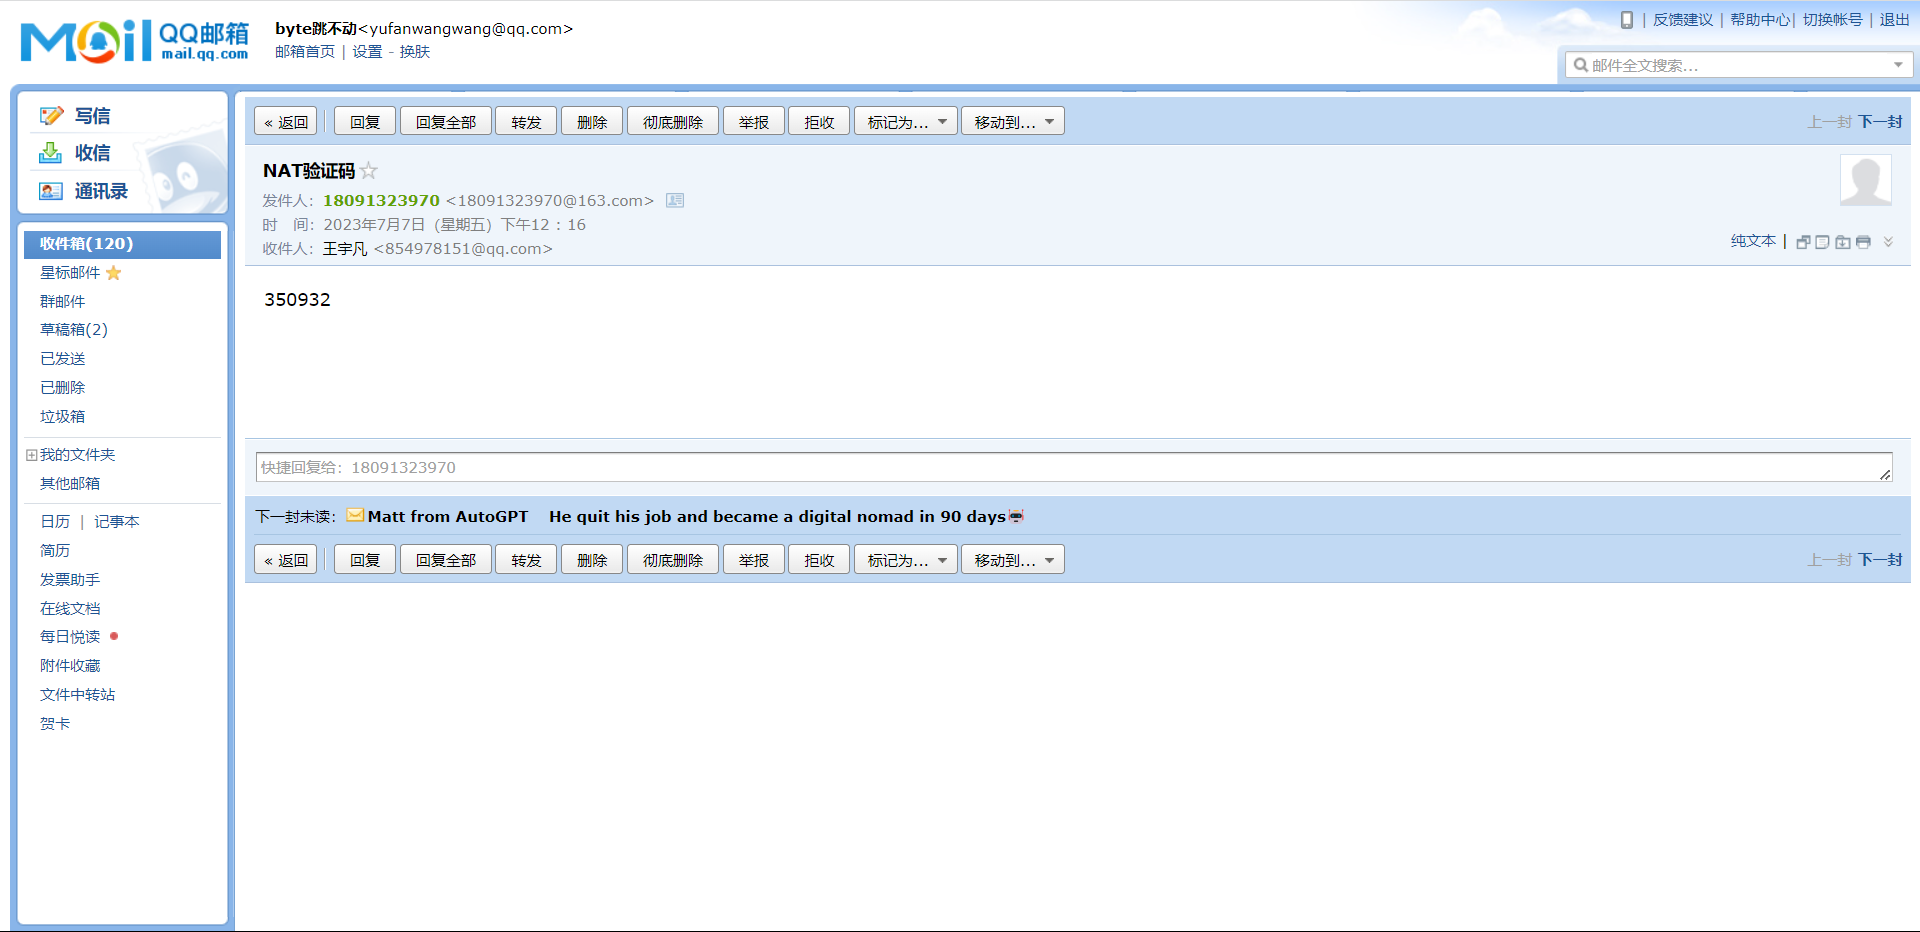 Mail QQ邮箱 mail.qq.com
byte跳不动<yufanwangwang@qq.com>
邮箱首页 | 设置 - 换肤
| 反馈建议 | 帮助中心 | 切换帐号 | 退出
邮件全文搜索...
写信
收信
通讯录
收件箱(120)
星标邮件
群邮件
草稿箱(2)
已发送
已删除
垃圾箱
我的文件夹
其他邮箱
日历 | 记事本
简历
发票助手
在线文档
每日悦读
附件收藏
文件中转站
贺卡
« 返回 回复 回复全部 转发 删除 彻底删除 举报 拒收 标记为... 移动到... 上一封 下一封
NAT验证码
发件人: 18091323970 <18091323970@163.com>
时 间: 2023年7月7日 (星期五) 下午12 : 16
收件人: 王宇凡 <854978151@qq.com>
纯文本 |
350932
快捷回复给: 18091323970
下一封未读: Matt from AutoGPT He quit his job and became a digital nomad in 90 days
« 返回 回复 回复全部 转发 删除 彻底删除 举报 拒收 标记为... 移动到... 上一封 下一封